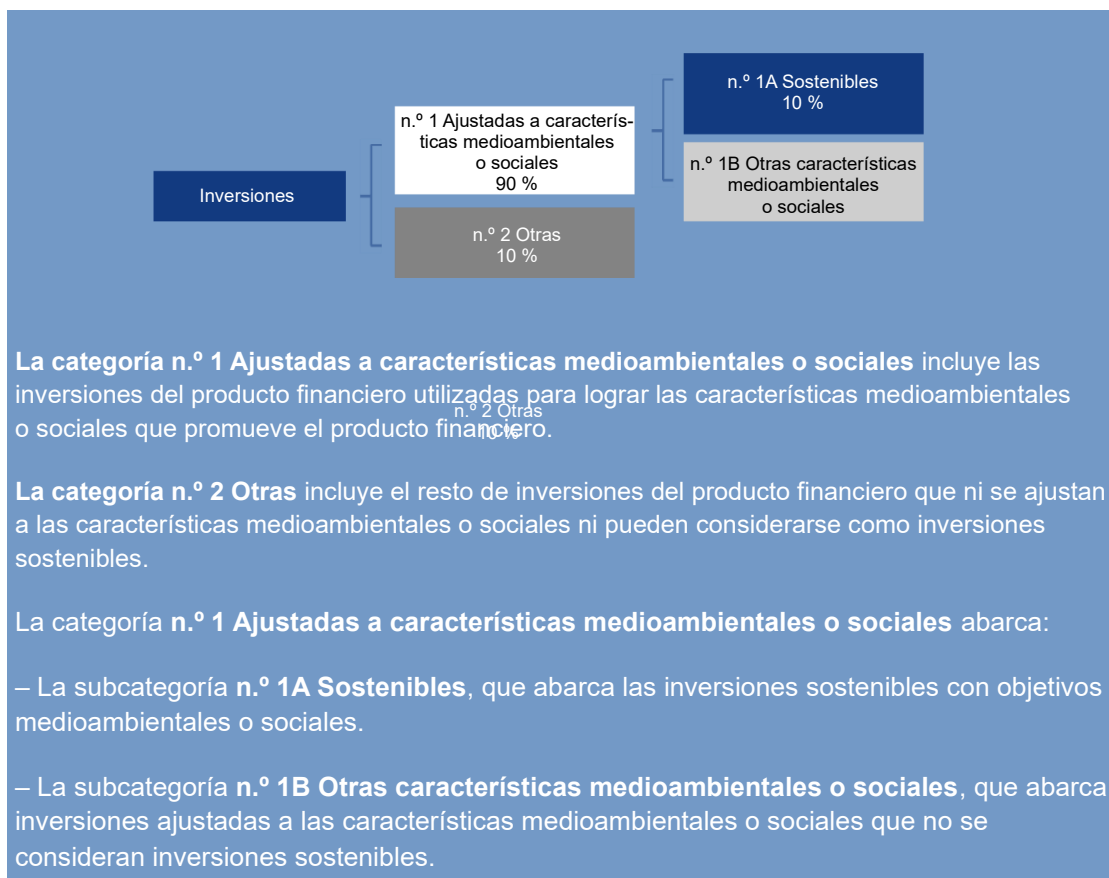 n.º 1A Sostenibles
10 %
n.º 1 Ajustadas a caracterís-
ticas medioambientales
o sociales
90 %
n.º 1B Otras características
medioambientales
o sociales
Inversiones
n.º 2 Otras
10 %
La categoría n.º 1 Ajustadas a características medioambientales o sociales incluye las
inversiones del producto financiero utilizadas para lograr las características medioambientales
n.º 2 Otras
10 %
o sociales que promueve el producto financiero.
La categoría n.º 2 Otras incluye el resto de inversiones del producto financiero que ni se ajustan
a las características medioambientales o sociales ni pueden considerarse como inversiones
sostenibles.
La categoría n.º 1 Ajustadas a características medioambientales o sociales abarca:
– La subcategoría n.º 1A Sostenibles, que abarca las inversiones sostenibles con objetivos
medioambientales o sociales.
– La subcategoría n.º 1B Otras características medioambientales o sociales, que abarca
inversiones ajustadas a las características medioambientales o sociales que no se
consideran inversiones sostenibles.